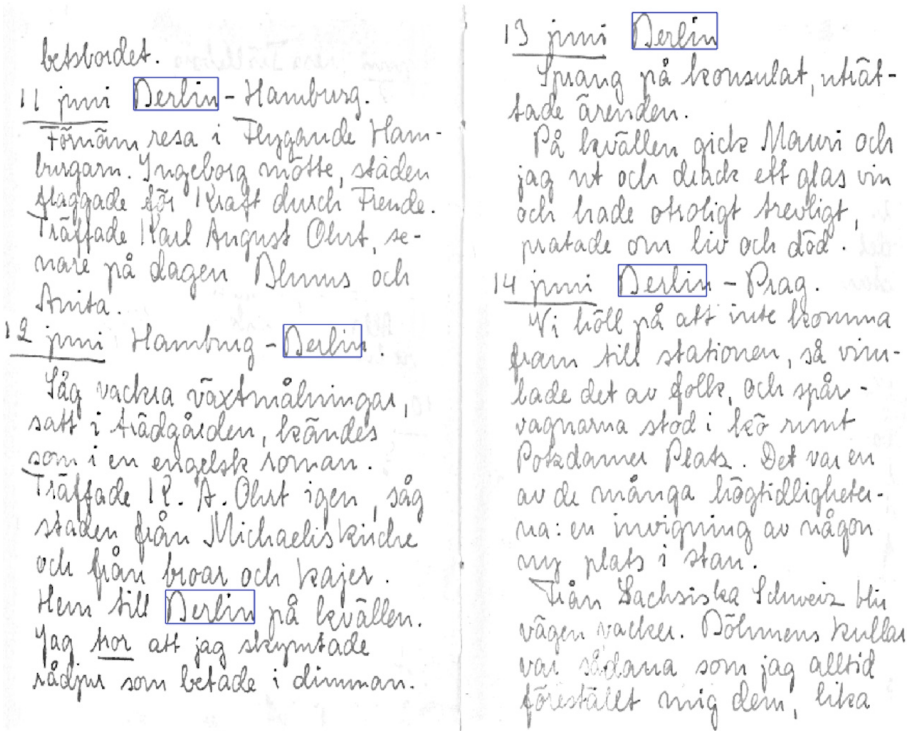 betsbordet.
11 juni Berlin - Hamburg.
Förnäm resa i Flygande Ham-
burgarn. Ingeborg mötte, staden
flaggade för Kraft durch Freude.
Träffade Karl August Ohrt, se-
nare på dagen Blunus och
Anita.
12 juni Hamburg - Berlin.
Såg vackra växtmålningar,
satt i trädgården, kändes
som i en engelsk roman.
Träffade K. A. Ohrt igen, såg
staden från Michaeliskirche
och från broar och kajer.
Hem till Berlin på kvällen.
Jag tror att jag skymtade
rådjur som betade i dimman.
13 juni Berlin
Sprang på konsulat, uträt-
tade ärenden.
På kvällen gick Mauri och
jag ut och drack ett glas vin
och hade otroligt trevligt,
pratade om liv och död.
14 juni Berlin - Prag.
Vi höll på att inte komma
fram till stationen, så vim-
lade det av folk, och spår-
vagnarna stod i kö runt
Potzdamer Platz. Det var en
av de många högtidligheter-
na: en invigning av någon
ny plats i stan.
Från Sachsiska Schweiz blir
vägen vacker. Böhmens kullar
var sådana som jag alltid
föreställt mig dem, lika